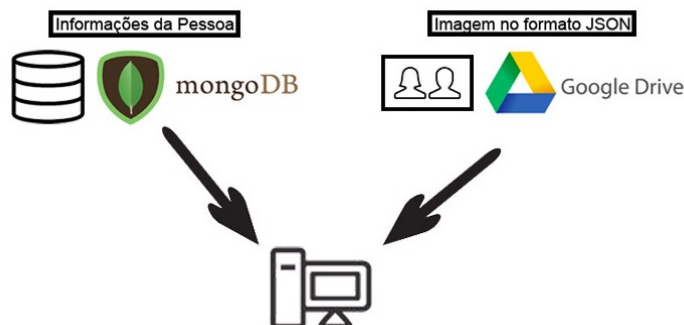 Informações da Pessoa
Imagem no formato JSON
mongoDB
Google Drive